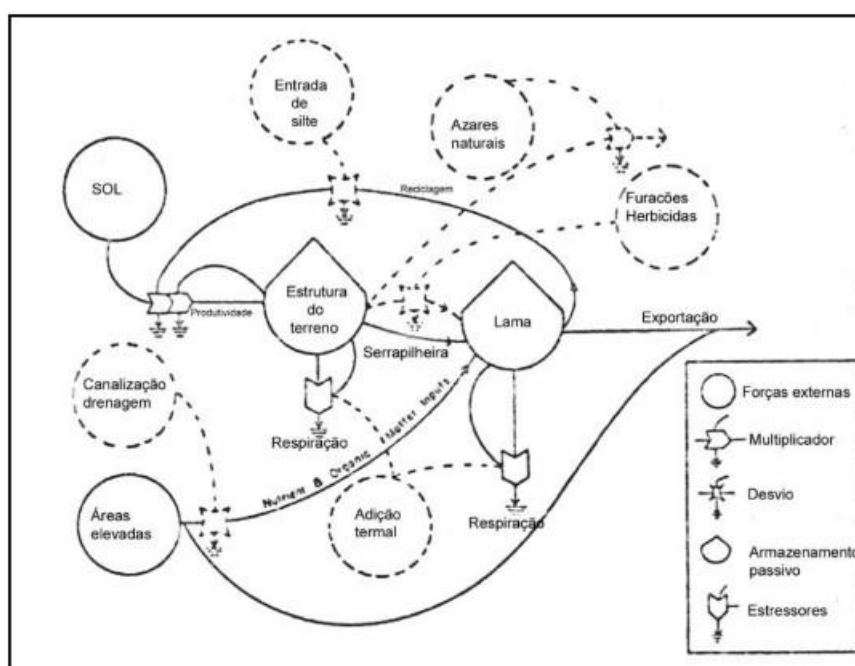 Entrada
de
silte
Azares
naturais
SOL
Reciclagem
Furacões
Herbicidas
Estrutura
do
terreno
Lama
Produtividade
Exportação
Serrapilheira
Canalização
drenagem
Respiração
Nutrient & Organic Matter Inputs
Áreas
elevadas
Adição
termal
Respiração
Forças externas
Multiplicador
Desvio
Armazenamento
passivo
Estressores